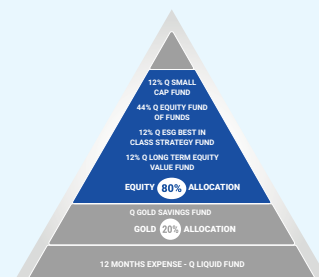 12% Q SMALL
CAP FUND
44% Q EQUITY FUND
OF FUNDS
12% Q ESG BEST IN
CLASS STRATEGY FUND
12% Q LONG TERM EQUITY
VALUE FUND
EQUITY 80% ALLOCATION
Q GOLD SAVINGS FUND
GOLD 20% ALLOCATION
12 MONTHS EXPENSE - Q LIQUID FUND